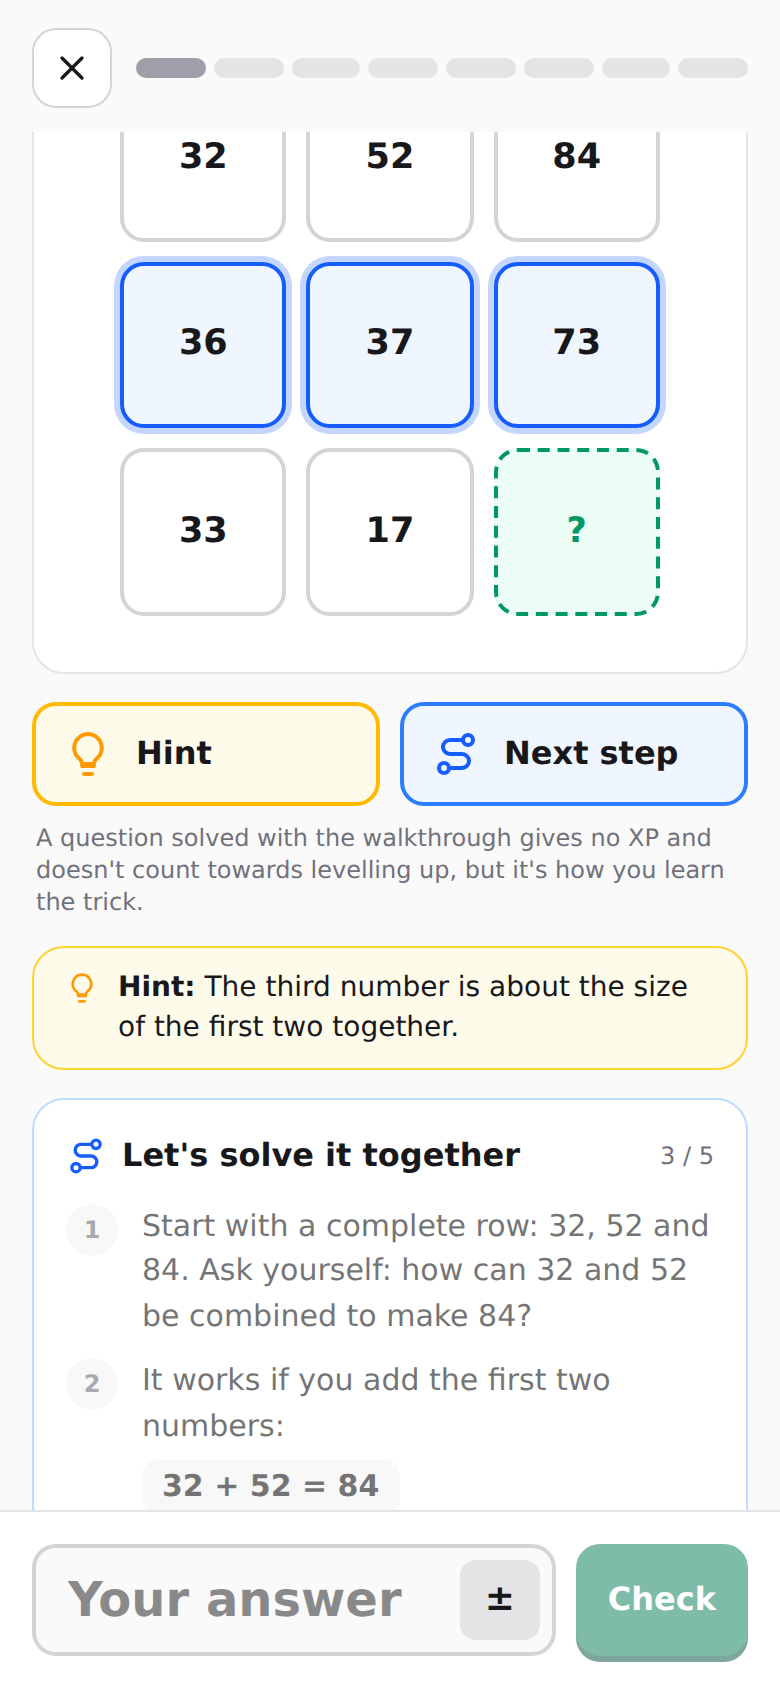 32 52 84
36 37 73
33 17 ?
Hint Next step
A question solved with the walkthrough gives no XP and
doesn't count towards levelling up, but it's how you learn
the trick.
Hint: The third number is about the size
of the first two together.
Let's solve it together 3 / 5
1 Start with a complete row: 32, 52 and
84. Ask yourself: how can 32 and 52
be combined to make 84?
2 It works if you add the first two
numbers:
32 + 52 = 84
Your answer ± Check